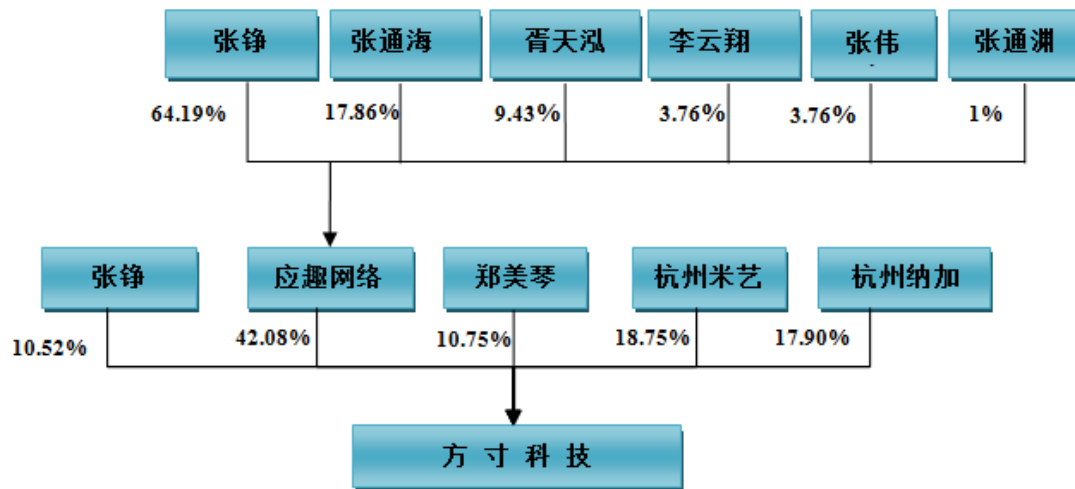 张铮 张通海 胥天泓 李云翔 张伟 张通渊
64.19% 17.86% 9.43% 3.76% 3.76% 1%
张铮 应趣网络 郑美琴 杭州米艺 杭州纳加
10.52% 42.08% 10.75% 18.75% 17.90%
方寸科技